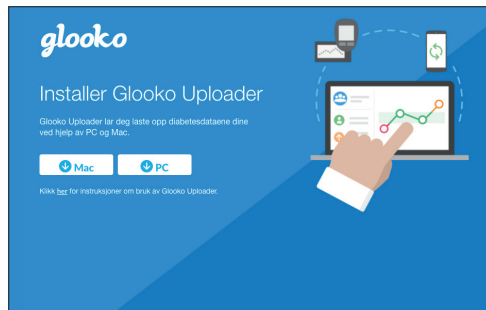 glooko
Installer Glooko Uploader
Glooko Uploader lar deg laste opp diabetesdataene dine
ved hjelp av PC og Mac.
Mac PC
Klikk her for instruksjoner om bruk av Glooko Uploader.